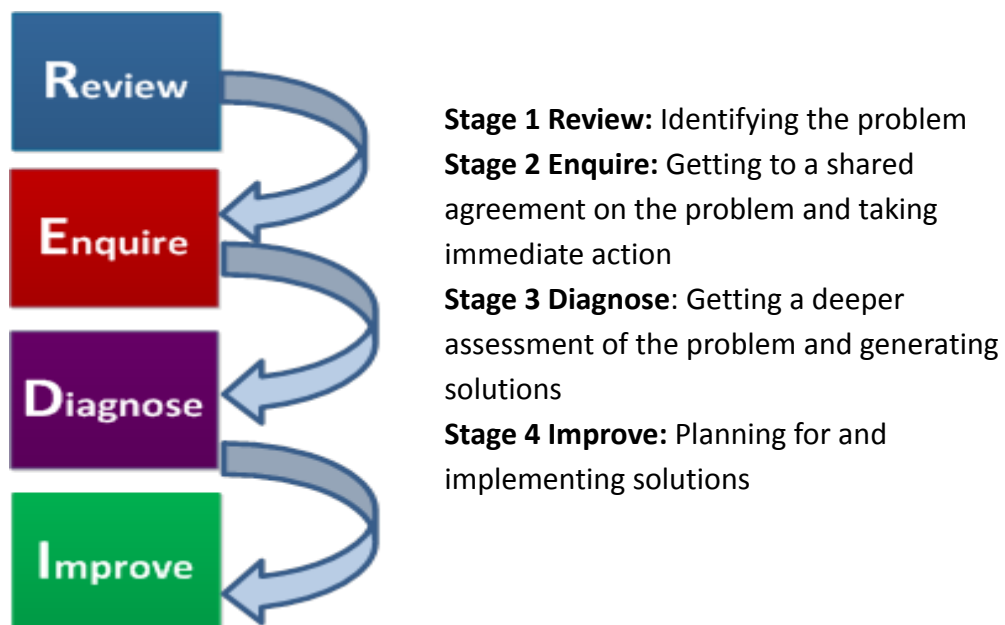 Review
Enquire
Diagnose
Improve
Stage 1 Review: Identifying the problem
Stage 2 Enquire: Getting to a shared
agreement on the problem and taking
immediate action
Stage 3 Diagnose: Getting a deeper
assessment of the problem and generating
solutions
Stage 4 Improve: Planning for and
implementing solutions